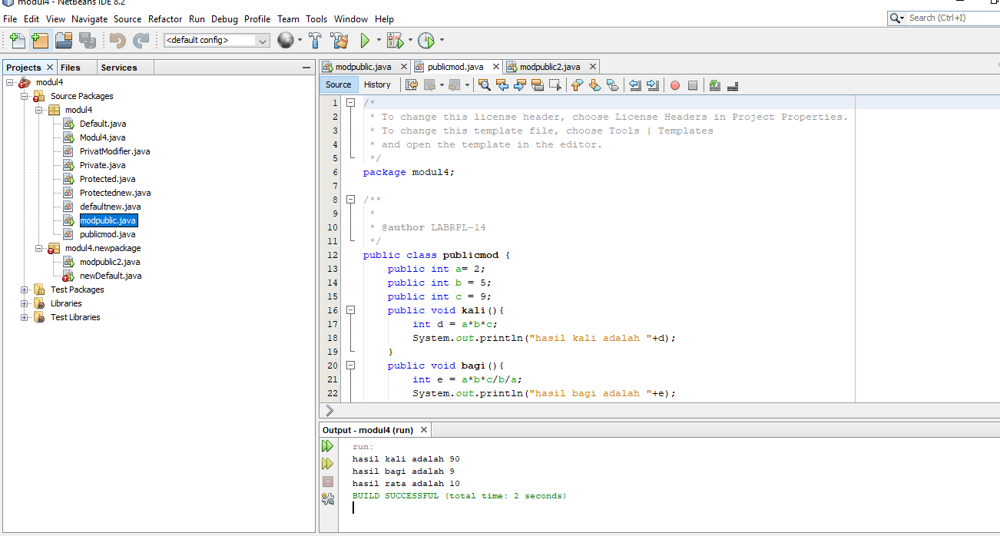 modul4 - NetBeans IDE 8.2
File Edit View Navigate Source Refactor Run Debug Profile Team Tools Window Help
Search (Ctrl+I)
<default config>
Projects Files Services
modul4
Source Packages
modul4
Default.java
Modul4.java
PrivatModifier.java
Private.java
Protected.java
Protectednew.java
defaultnew.java
modpublic.java
publicmod.java
modul4.newpackage
modpublic2.java
newDefault.java
Test Packages
Libraries
Test Libraries
modpublic.java publicmod.java modpublic2.java
Source History
1 /*
2 * To change this license header, choose License Headers in Project Properties.
3 * To change this template file, choose Tools | Templates
4 * and open the template in the editor.
5 */
6 package modul4;
7
8 /**
9 *
10 * @author LABRPL-14
11 */
12 public class publicmod {
13 public int a= 2;
14 public int b = 5;
15 public int c = 9;
16 public void kali(){
17 int d = a*b*c;
18 System.out.println("hasil kali adalah "+d);
19 }
20 public void bagi(){
21 int e = a*b*c/b/a;
22 System.out.println("hasil bagi adalah "+e);
Output - modul4 (run)
run:
hasil kali adalah 90
hasil bagi adalah 9
hasil rata adalah 10
BUILD SUCCESSFUL (total time: 2 seconds)